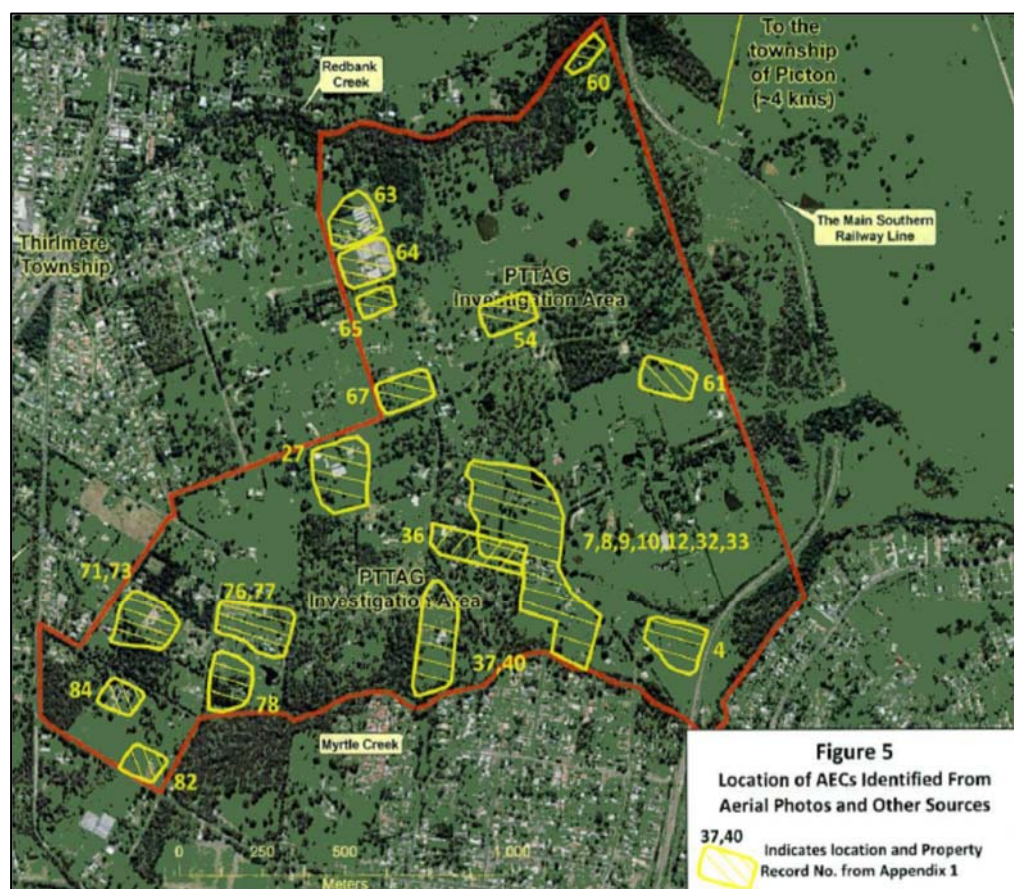 To the
township
of Picton
(~4 kms)
Redbank
Creek
60
63
The Main Southern
Railway Line
Thirlmere
Township
64
PTTAG
Investigation Area
65
54
67
61
27
36
7,8,9,10,12,32,33
71,73
PTTAG
Investigation Area
76,77
4
37,40
84
78
Myrtle Creek
82
Figure 5
Location of AECs Identified From
Aerial Photos and Other Sources
37,40
Indicates location and Property
Record No. from Appendix 1
0 250 500 1,000
Meters